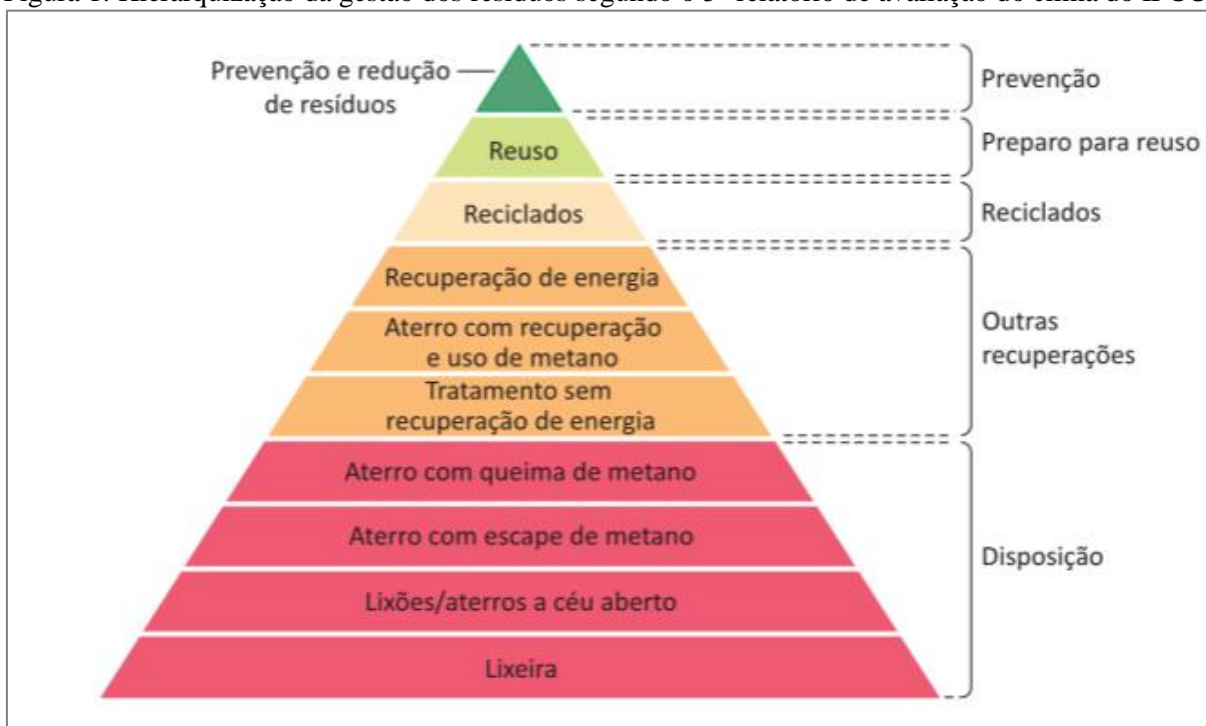 Prevenção e redução
de resíduos
Prevenção
Reuso
Preparo para reuso
Reciclados
Reciclados
Recuperação de energia
Aterro com recuperação
e uso de metano
Tratamento sem
recuperação de energia
Outras
recuperações
Aterro com queima de metano
Aterro com escape de metano
Lixões/aterros a céu aberto
Lixeira
Disposição